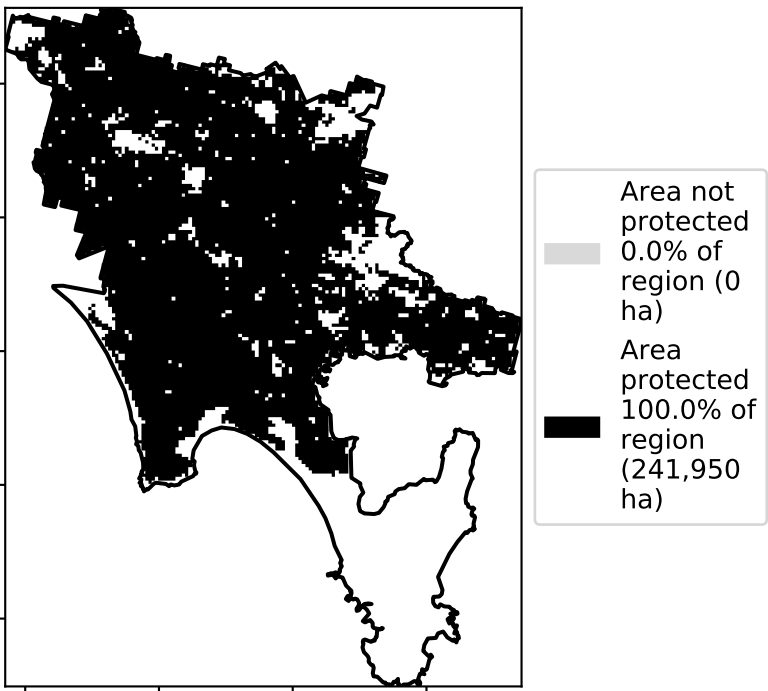 Area not
protected
0.0% of
region (0
ha)
Area
protected
100.0% of
region
(241,950
ha)